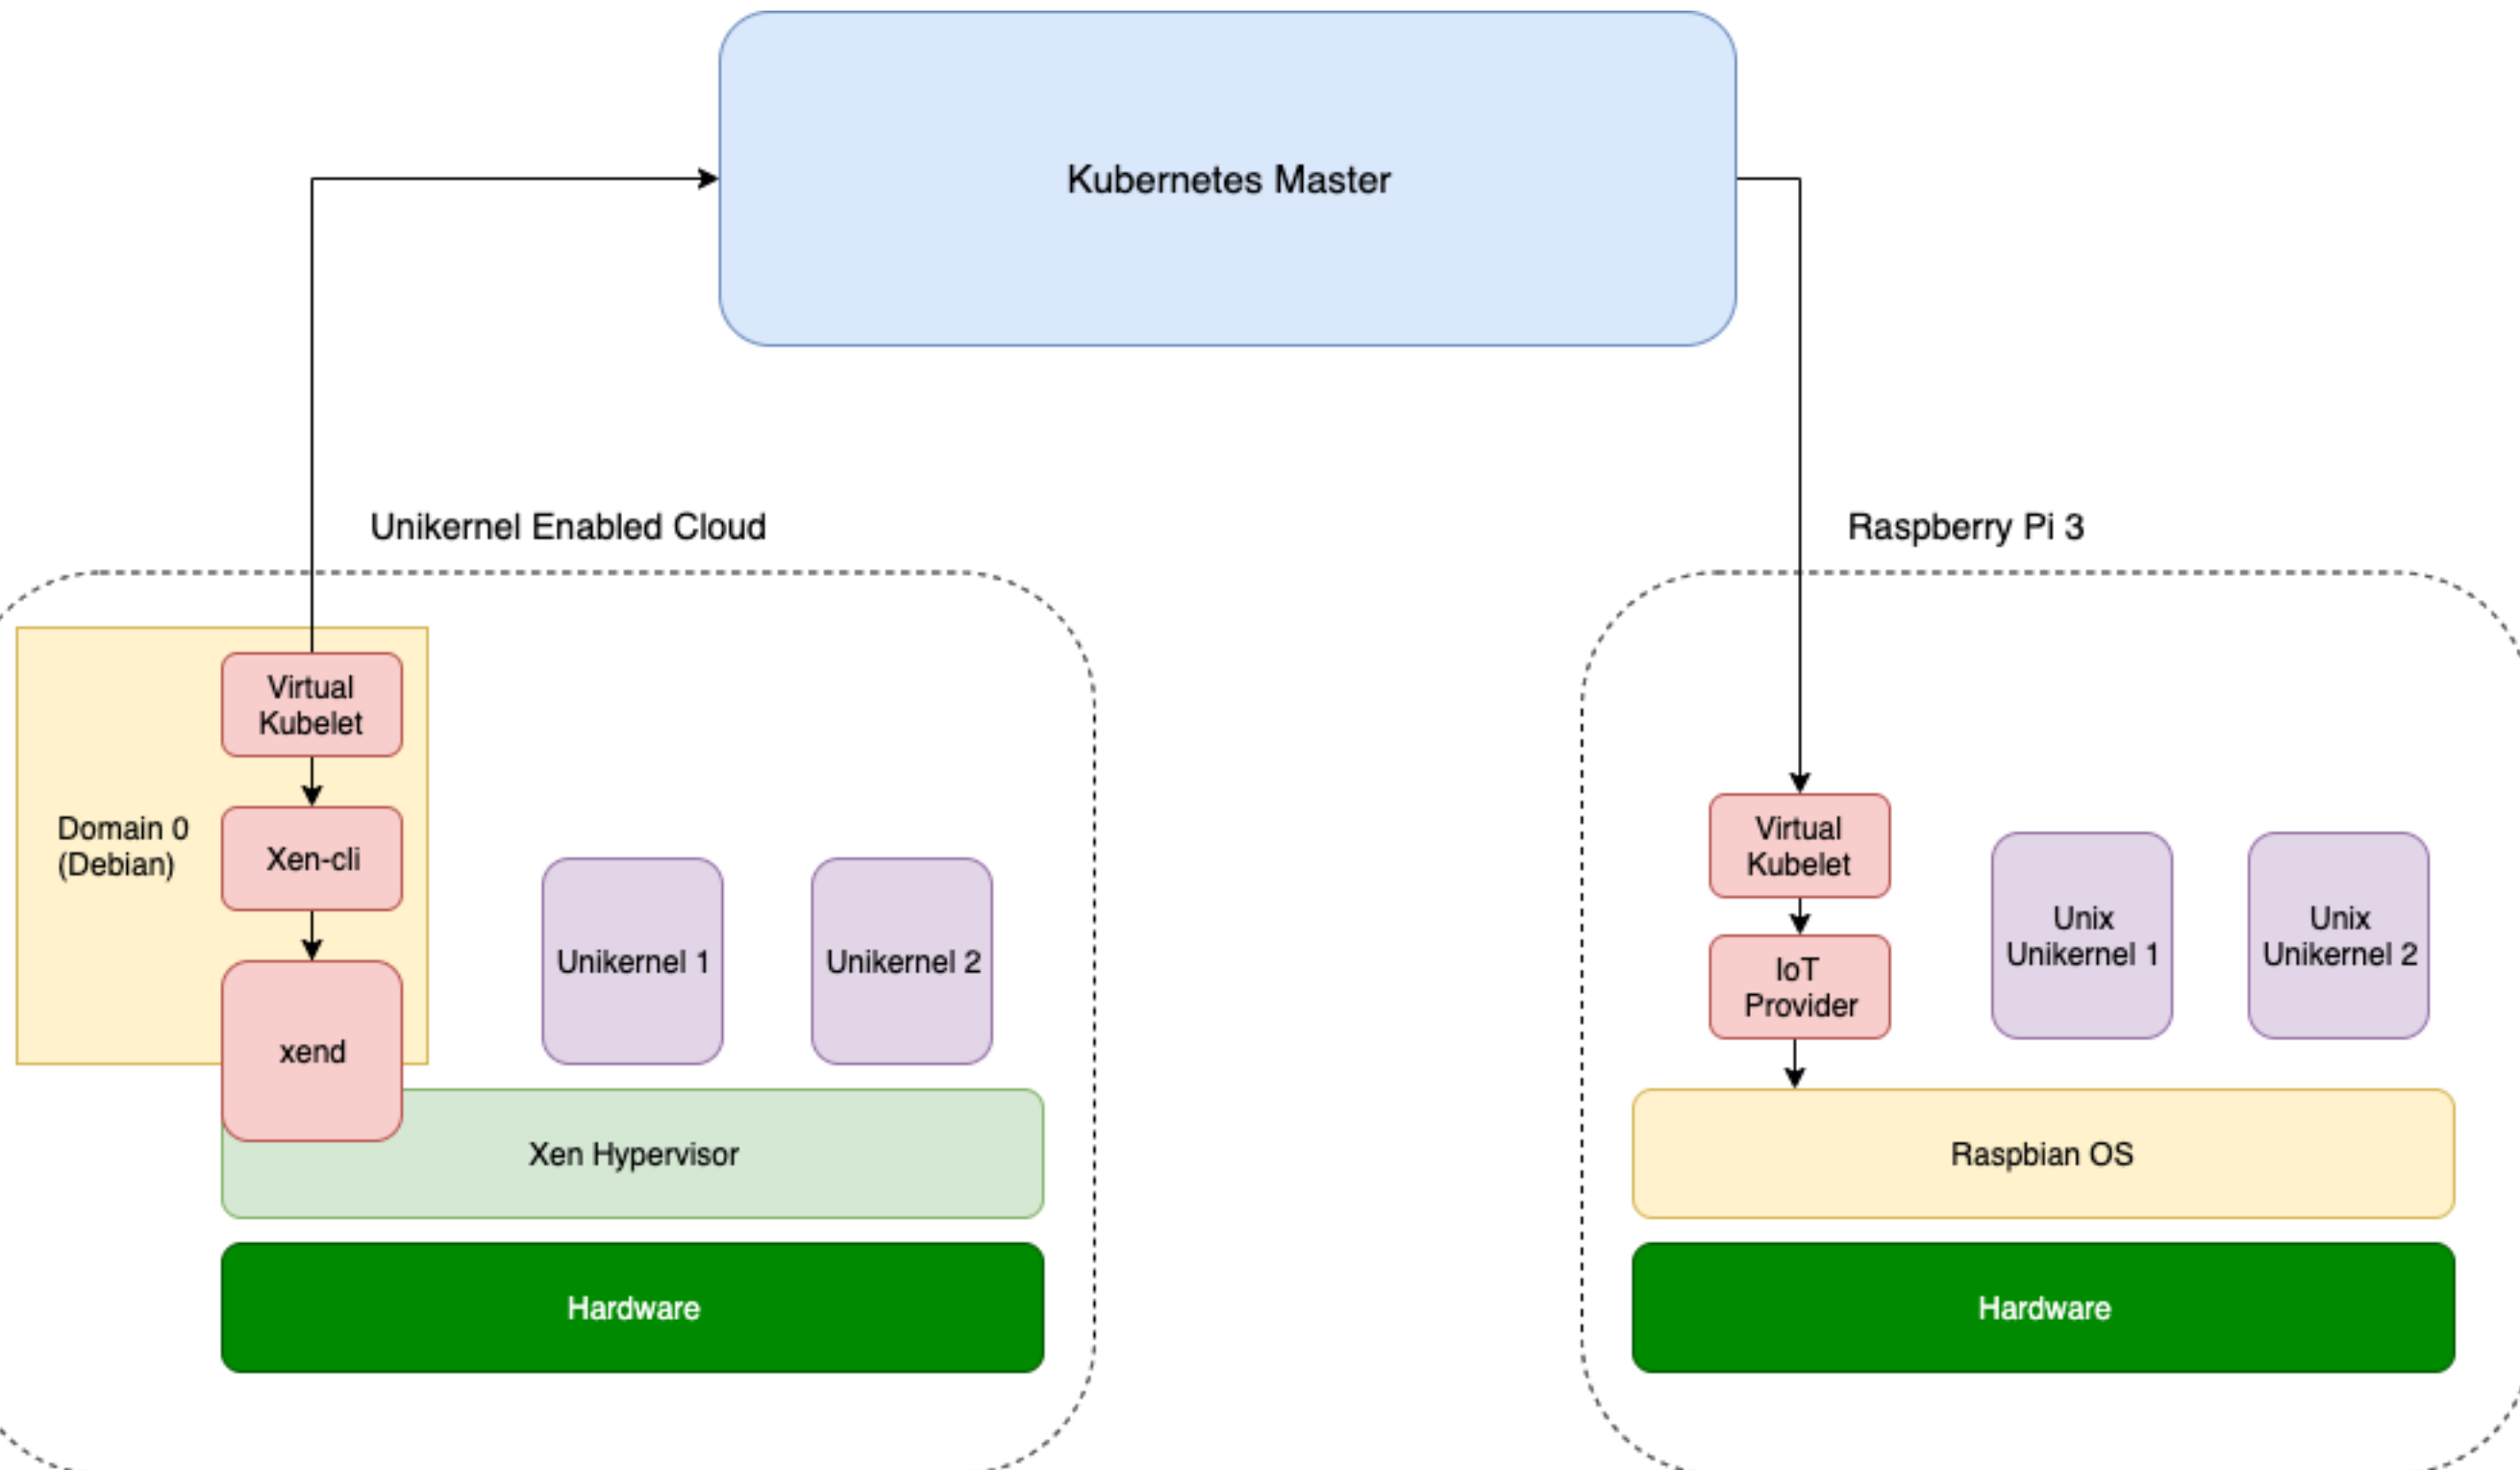 Kubernetes Master
Unikernel Enabled Cloud
Raspberry Pi 3
Virtual
Kubelet
Domain 0
(Debian)
Xen-cli
xend
Unikernel 1
Unikernel 2
Xen Hypervisor
Hardware
Virtual
Kubelet
IoT
Provider
Unix
Unikernel 1
Unix
Unikernel 2
Raspbian OS
Hardware